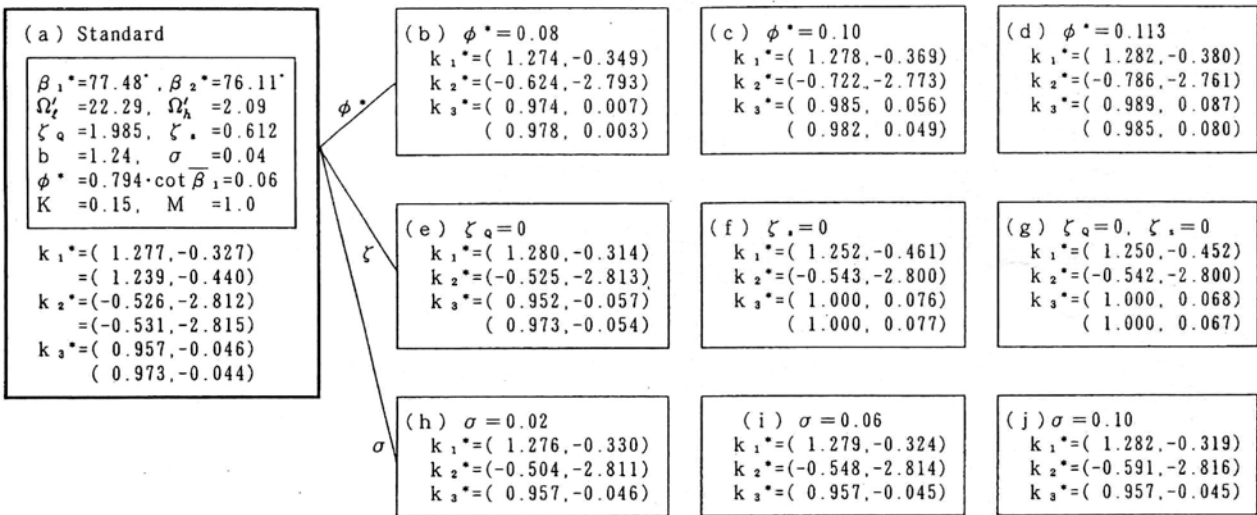 (a) Standard
β₁*=77.48°, β₂*=76.11°
Ω'ₜ=22.29, Ω'ₕ=2.09
ζ_Q=1.985, ζₛ=0.612
b =1.24, σ =0.04
φ*=0.794·cot β̅₁=0.06
K =0.15, M =1.0
k₁*=( 1.277,-0.327)
=( 1.239,-0.440)
k₂*=(-0.526,-2.812)
=(-0.531,-2.815)
k₃*=( 0.957,-0.046)
( 0.973,-0.044)
φ*
ζ
σ
(b) φ*=0.08
k₁*=( 1.274,-0.349)
k₂*=(-0.624,-2.793)
k₃*=( 0.974, 0.007)
( 0.978, 0.003)
(c) φ*=0.10
k₁*=( 1.278,-0.369)
k₂*=(-0.722,-2.773)
k₃*=( 0.985, 0.056)
( 0.982, 0.049)
(d) φ*=0.113
k₁*=( 1.282,-0.380)
k₂*=(-0.786,-2.761)
k₃*=( 0.989, 0.087)
( 0.985, 0.080)
(e) ζ_Q=0
k₁*=( 1.280,-0.314)
k₂*=(-0.525,-2.813)
k₃*=( 0.952,-0.057)
( 0.973,-0.054)
(f) ζₛ=0
k₁*=( 1.252,-0.461)
k₂*=(-0.543,-2.800)
k₃*=( 1.000, 0.076)
( 1.000, 0.077)
(g) ζ_Q=0, ζₛ=0
k₁*=( 1.250,-0.452)
k₂*=(-0.542,-2.800)
k₃*=( 1.000, 0.068)
( 1.000, 0.067)
(h) σ=0.02
k₁*=( 1.276,-0.330)
k₂*=(-0.504,-2.811)
k₃*=( 0.957,-0.046)
(i) σ=0.06
k₁*=( 1.279,-0.324)
k₂*=(-0.548,-2.814)
k₃*=( 0.957,-0.045)
(j) σ=0.10
k₁*=( 1.282,-0.319)
k₂*=(-0.591,-2.816)
k₃*=( 0.957,-0.045)